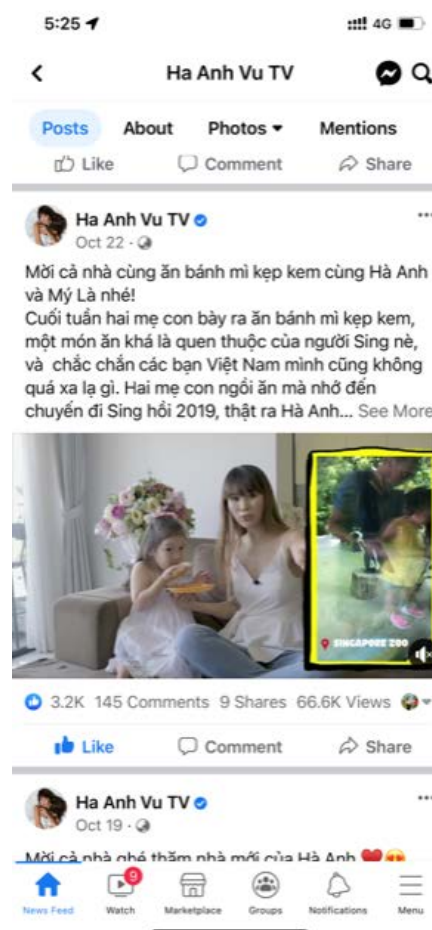 5:25
4G
Ha Anh Vu TV
Posts About Photos Mentions
Like Comment Share
Ha Anh Vu TV
Oct 22 ·
Mời cả nhà cùng ăn bánh mì kẹp kem cùng Hà Anh
và Mý Là nhé!
Cuối tuần hai mẹ con bày ra ăn bánh mì kẹp kem,
một món ăn khá là quen thuộc của người Sing nè,
và chắc chắn các bạn Việt Nam mình cũng không
quá xa lạ gì. Hai mẹ con ngồi ăn mà nhớ đến
chuyến đi Sing hồi 2019, thật ra Hà Anh... See More
SINGAPORE ZOO
3.2K 145 Comments 9 Shares 66.6K Views
Like Comment Share
Ha Anh Vu TV
Oct 19 ·
Mời cả nhà ghé thăm nhà mới của Hà Anh
9
News Feed Watch Marketplace Groups Notifications Menu